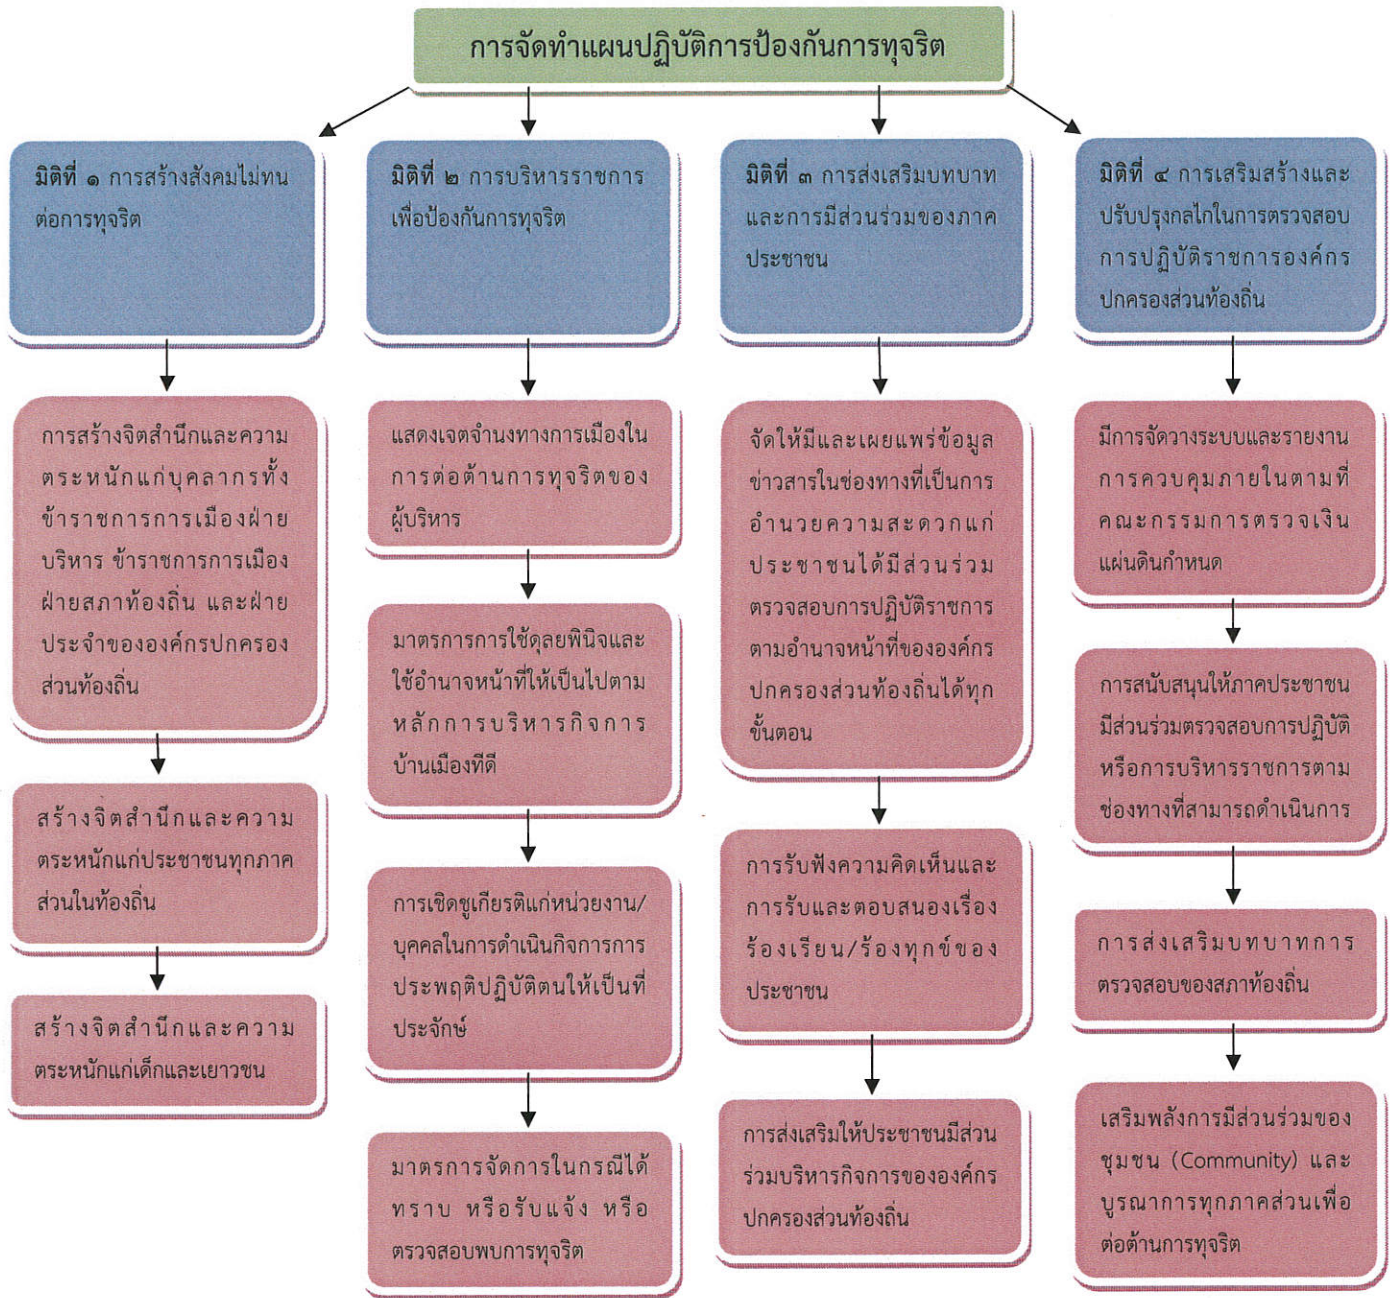 การจัดทำแผนปฏิบัติการป้องกันการทุจริต
มิติที่ ๑ การสร้างสังคมไม่ทน
ต่อการทุจริต
การสร้างจิตสำนึกและความ
ตระหนักแก่บุคลากรทั้ง
ข้าราชการการเมืองฝ่าย
บริหาร ข้าราชการการเมือง
ฝ่ายสภาท้องถิ่น และฝ่าย
ประจำขององค์กรปกครอง
ส่วนท้องถิ่น
สร้างจิตสำนึกและความ
ตระหนักแก่ประชาชนทุกภาค
ส่วนในท้องถิ่น
สร้างจิตสำนึกและความ
ตระหนักแก่เด็กและเยาวชน
มิติที่ ๒ การบริหารราชการ
เพื่อป้องกันการทุจริต
แสดงเจตจำนงทางการเมืองใน
การต่อต้านการทุจริตของ
ผู้บริหาร
มาตรการการใช้ดุลยพินิจและ
ใช้อำนาจหน้าที่ให้เป็นไปตาม
หลักการบริหารกิจการ
บ้านเมืองทีดี
การเชิดชูเกียรติแก่หน่วยงาน/
บุคคลในการดำเนินกิจการการ
ประพฤติปฏิบัติตนให้เป็นที่
ประจักษ์
มาตรการจัดการในกรณีได้
ทราบ หรือรับแจ้ง หรือ
ตรวจสอบพบการทุจริต
มิติที่ ๓ การส่งเสริมบทบาท
และการมีส่วนร่วมของภาค
ประชาชน
จัดให้มีและเผยแพร่ข้อมูล
ข่าวสารในช่องทางที่เป็นการ
อำนวยความสะดวกแก่
ประชาชนได้มีส่วนร่วม
ตรวจสอบการปฏิบัติราชการ
ตามอำนาจหน้าที่ขององค์กร
ปกครองส่วนท้องถิ่นได้ทุก
ขั้นตอน
การรับฟังความคิดเห็นและ
การรับและตอบสนองเรื่อง
ร้องเรียน/ร้องทุกข์ของ
ประชาชน
การส่งเสริมให้ประชาชนมีส่วน
ร่วมบริหารกิจการขององค์กร
ปกครองส่วนท้องถิ่น
มิติที่ ๔ การเสริมสร้างและ
ปรับปรุงกลไกในการตรวจสอบ
การปฏิบัติราชการองค์กร
ปกครองส่วนท้องถิ่น
มีการจัดวางระบบและรายงาน
การควบคุมภายในตามที่
คณะกรรมการตรวจเงิน
แผ่นดินกำหนด
การสนับสนุนให้ภาคประชาชน
มีส่วนร่วมตรวจสอบการปฏิบัติ
หรือการบริหารราชการตาม
ช่องทางที่สามารถดำเนินการ
การส่งเสริมบทบาทการ
ตรวจสอบของสภาท้องถิ่น
เสริมพลังการมีส่วนร่วมของ
ชุมชน (Community) และ
บูรณาการทุกภาคส่วนเพื่อ
ต่อต้านการทุจริต